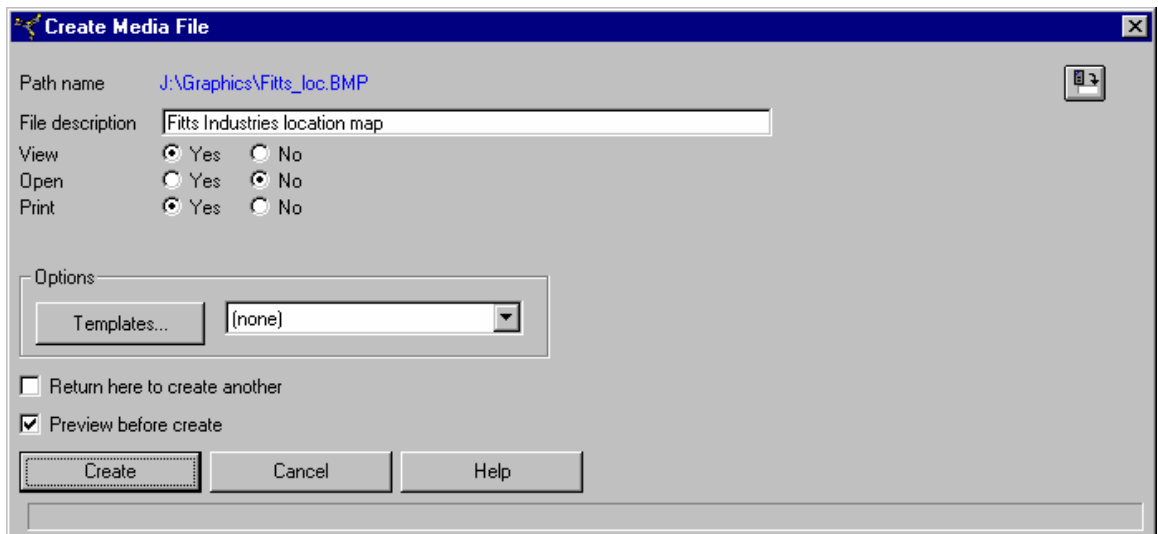 Create Media File
Path name J:\Graphics\Fitts_loc.BMP
File description Fitts Industries location map
View Yes No
Open Yes No
Print Yes No
Options
Templates... (none)
Return here to create another
Preview before create
Create Cancel Help